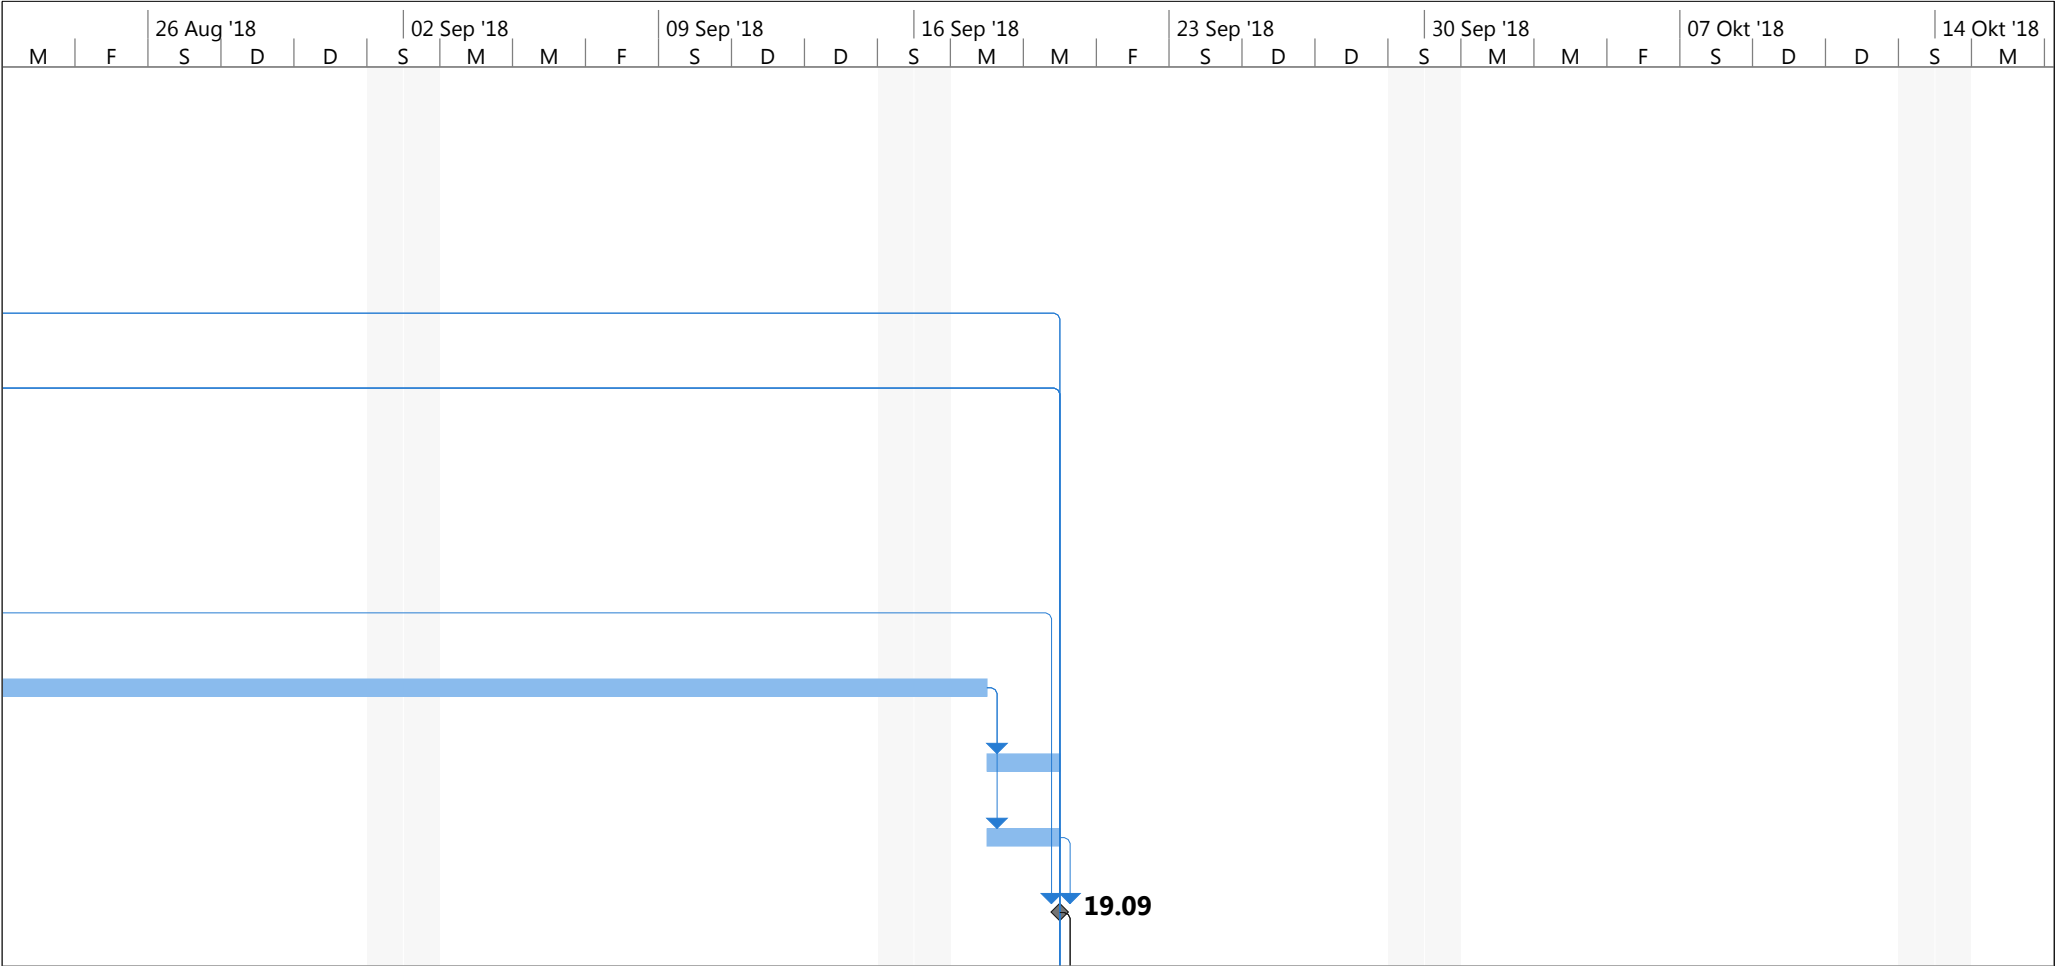 26 Aug '18 02 Sep '18 09 Sep '18 16 Sep '18 23 Sep '18 30 Sep '18 07 Okt '18 14 Okt '18
M F S D D S M M F S D D S M M F S D D S M M F S D D S M
19.09